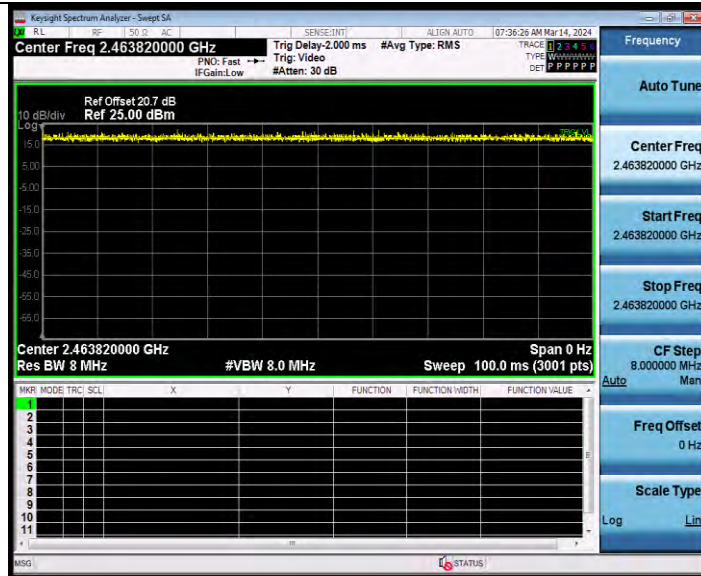 Keysight Spectrum Analyzer - Swept SA
RL RF 50 Ω AC SENSE:INT ALIGN AUTO 07:36:26 AM Mar 14, 2024
Center Freq 2.463820000 GHz
PNO: Fast
IFGain:Low
Trig Delay-2.000 ms
Trig: Video
#Atten: 30 dB
#Avg Type: RMS
TRACE 1 2 3 4 5 6
TYPE
DET P P P P P P
Ref Offset 20.7 dB
10 dB/div Ref 25.00 dBm
Log
TRIG LVL
15.0
5.00
-5.00
-15.0
-25.0
-35.0
-45.0
-55.0
-65.0
Center 2.463820000 GHz Span 0 Hz
Res BW 8 MHz #VBW 8.0 MHz Sweep 100.0 ms (3001 pts)
MKR MODE TRC SCL X Y FUNCTION FUNCTION WIDTH FUNCTION VALUE
1
2
3
4
5
6
7
8
9
10
11
MSG STATUS
Frequency
Auto Tune
Center Freq
2.463820000 GHz
Start Freq
2.463820000 GHz
Stop Freq
2.463820000 GHz
CF Step
8.000000 MHz
Auto Man
Freq Offset
0 Hz
Scale Type
Log Lin